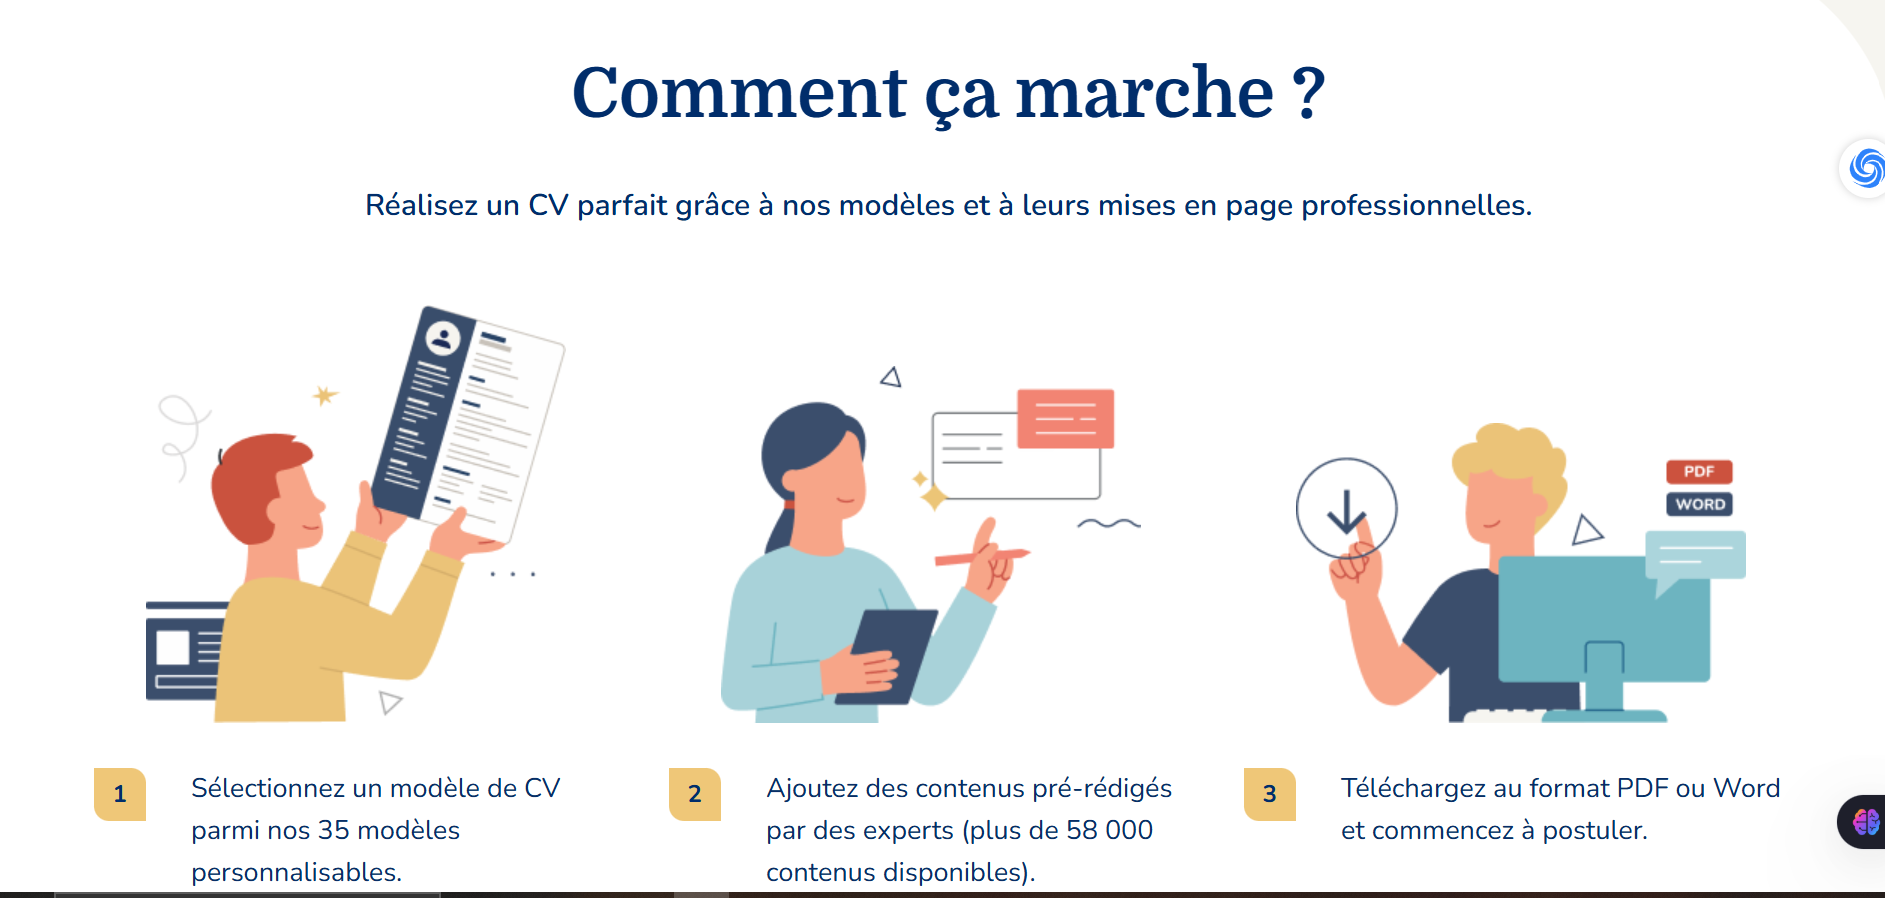 Comment ça marche ?
Réalisez un CV parfait grâce à nos modèles et à leurs mises en page professionnelles.
PDF
WORD
1
Sélectionnez un modèle de CV
parmi nos 35 modèles
personnalisables.
2
Ajoutez des contenus pré-rédigés
par des experts (plus de 58 000
contenus disponibles).
3
Téléchargez au format PDF ou Word
et commencez à postuler.